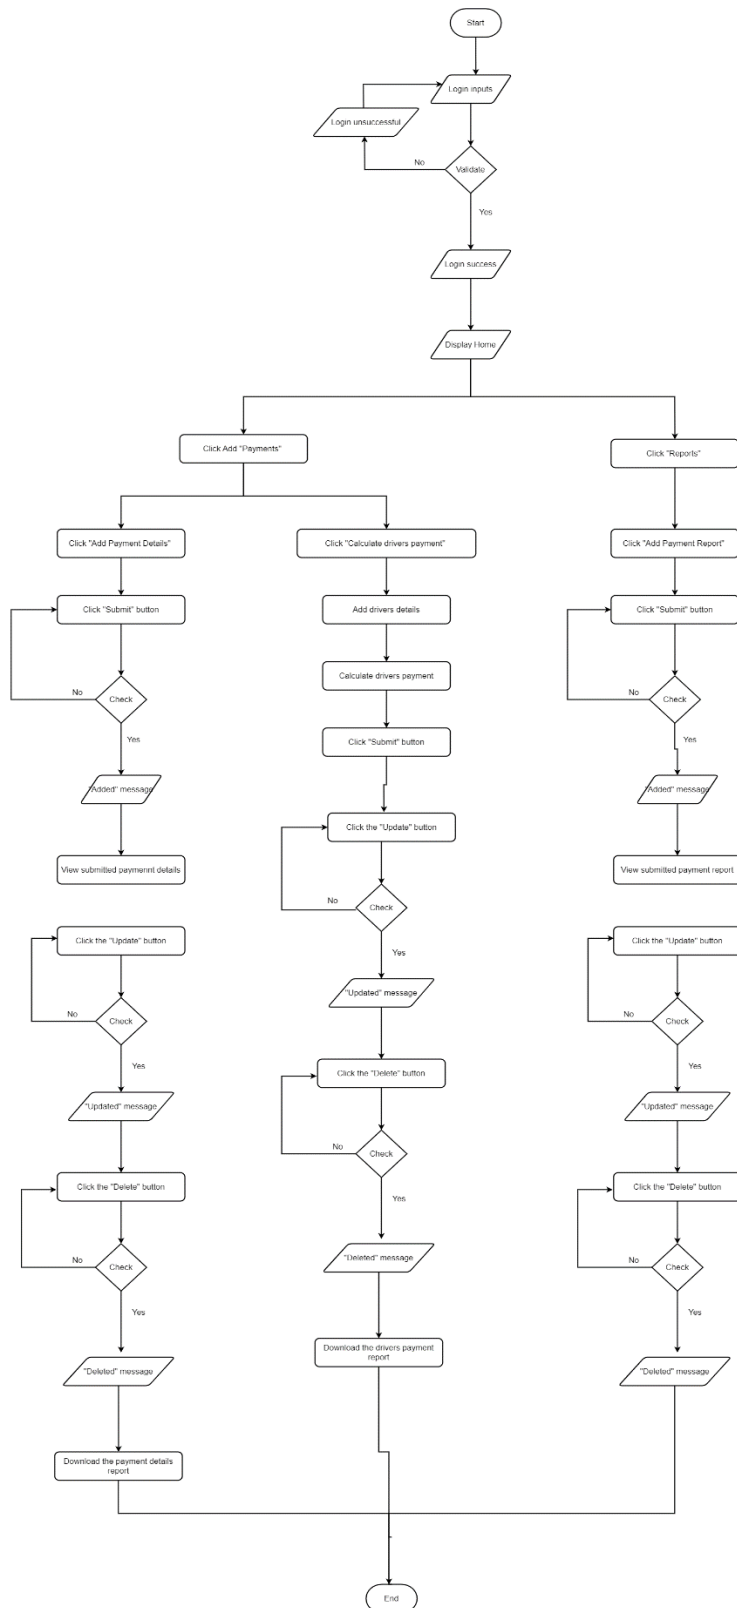 Start
Login inputs
Login unsuccessful
No
Validate
Yes
Login success
Display Home
Click Add "Payments"
Click "Add Payment Details"
Click "Submit" button
No
Check
Yes
"Added" message
View submitted paymennt details
Click the "Update" button
No
Check
Yes
"Updated" message
Click the "Delete" button
No
Check
Yes
"Deleted" message
Download the payment details
report
Click "Calculate drivers payment"
Add drivers details
Calculate drivers payment
Click "Submit" button
Click the "Update" button
No
Check
Yes
"Updated" message
Click the "Delete" button
No
Check
Yes
"Deleted" message
Download the drivers payment
report
Click "Reports"
Click "Add Payment Report"
Click "Submit" button
No
Check
Yes
"Added" message
View submitted payment report
Click the "Update" button
No
Check
Yes
"Updated" message
Click the "Delete" button
No
Check
Yes
"Deleted" message
End